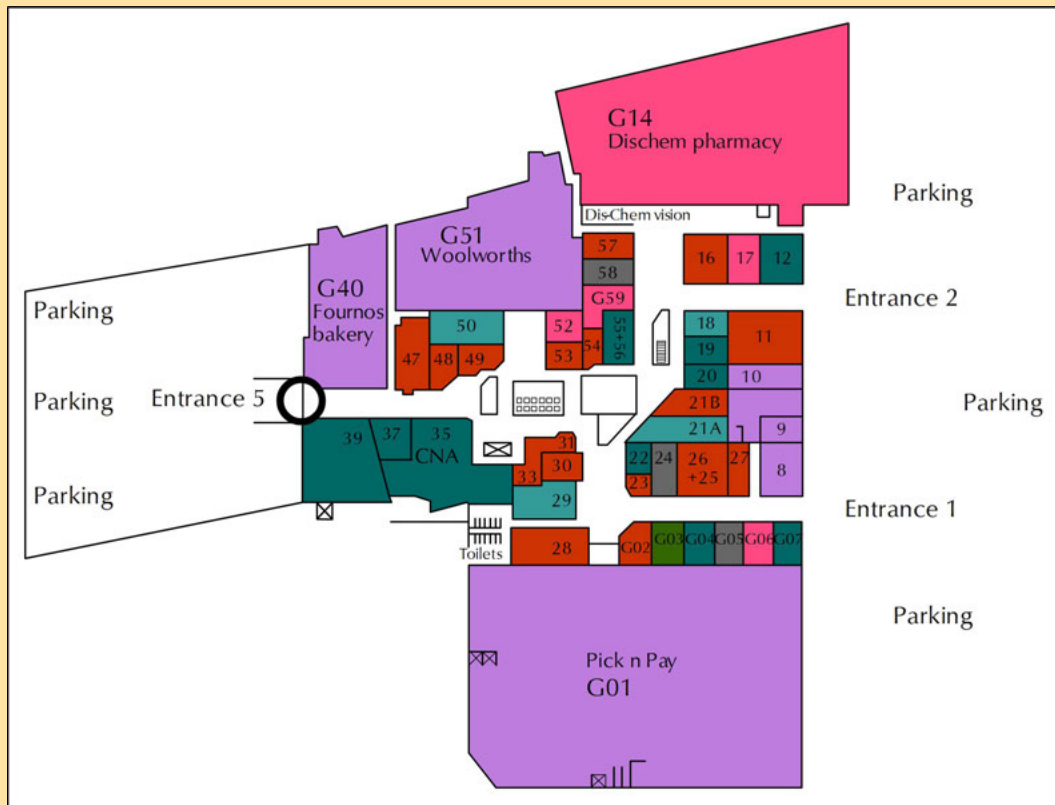 G14
Dischem pharmacy
Parking
Dis-Chem vision
G51
Woolworths
57
16
17
12
58
G40
Fournos
bakery
G59
Entrance 2
Parking
50
52
55+56
18
11
47
48
49
53
54
19
20
10
Parking
Entrance 5
21B
Parking
21A
9
39
37
35
CNA
31
30
33
22
24
26
+25
27
8
23
Parking
29
Entrance 1
Toilets
28
G02
G03
G04
G05
G06
G07
Parking
Pick n Pay
G01